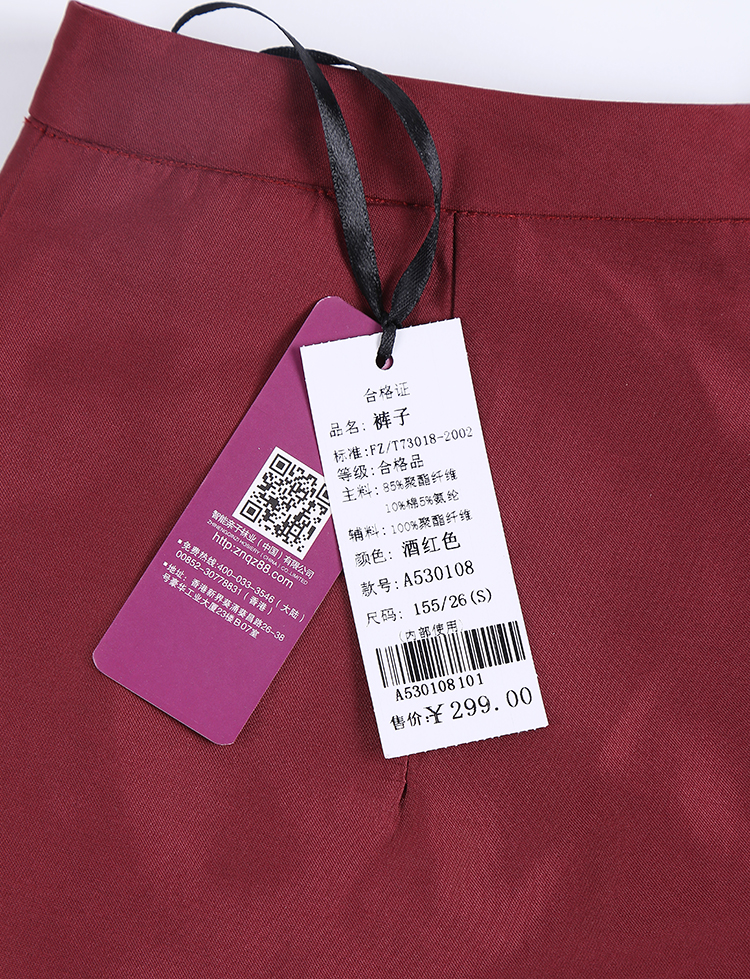 合格证
品名: 裤子
标准:FZ/T73018-2002
等级:合格品
主料: 85%聚酯纤维
10%棉5%氨纶
辅料: 100%聚酯纤维
颜色: 酒红色
款号: A530108
尺码: 155/26(S)
(内部使用)
A530108101
售价:¥299.00
智能亲子袜业（中国）有限公司
http:znqz88.com
•免费热线:400-033-3546（大陆）
00852-30778831（香港）
•地址: 香港新界葵涌葵昌路26-38
号豪华工业大厦23楼B07室